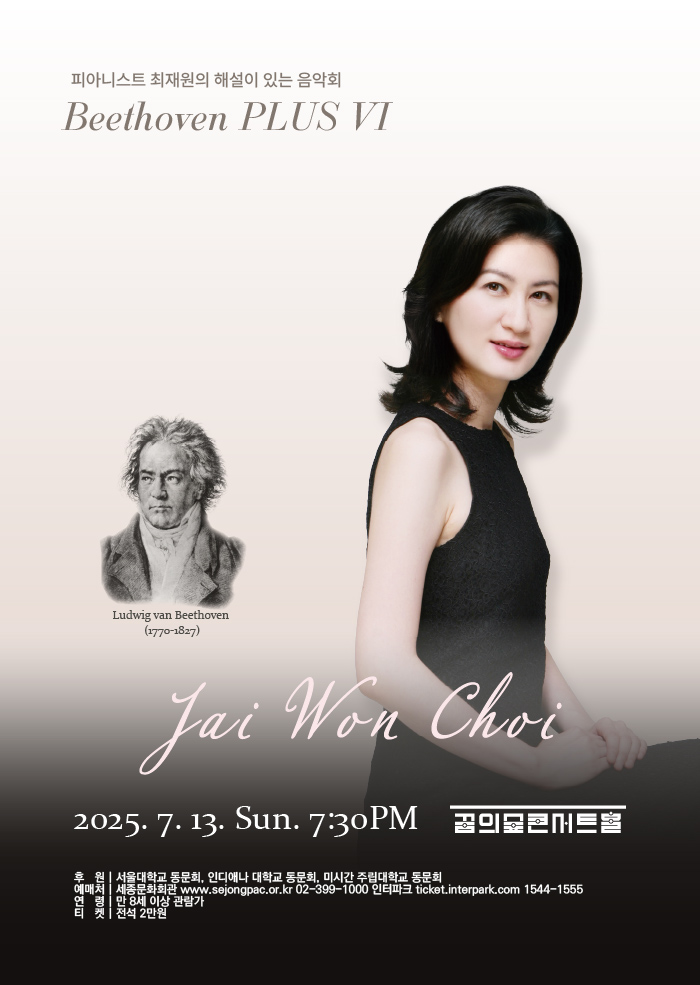 피아니스트 최재원의 해설이 있는 음악회
Beethoven PLUS VI
Ludwig van Beethoven
(1770-1827)
Jai Won Choi
2025. 7. 13. Sun. 7:30PM
꿈의숲콘서트홀
후 원 | 서울대학교 동문회, 인디애나 대학교 동문회, 미시간 주립대학교 동문회
예매처 | 세종문화회관 www.sejongpac.or.kr 02-399-1000 인터파크 ticket.interpark.com 1544-1555
연 령 | 만 8세 이상 관람가
티 켓 | 전석 2만원